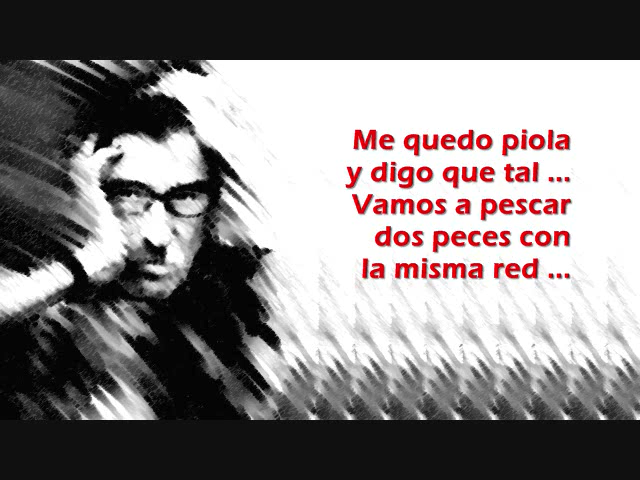 Me quedo piola
y digo que tal ...
Vamos a pescar
dos peces con
la misma red ...